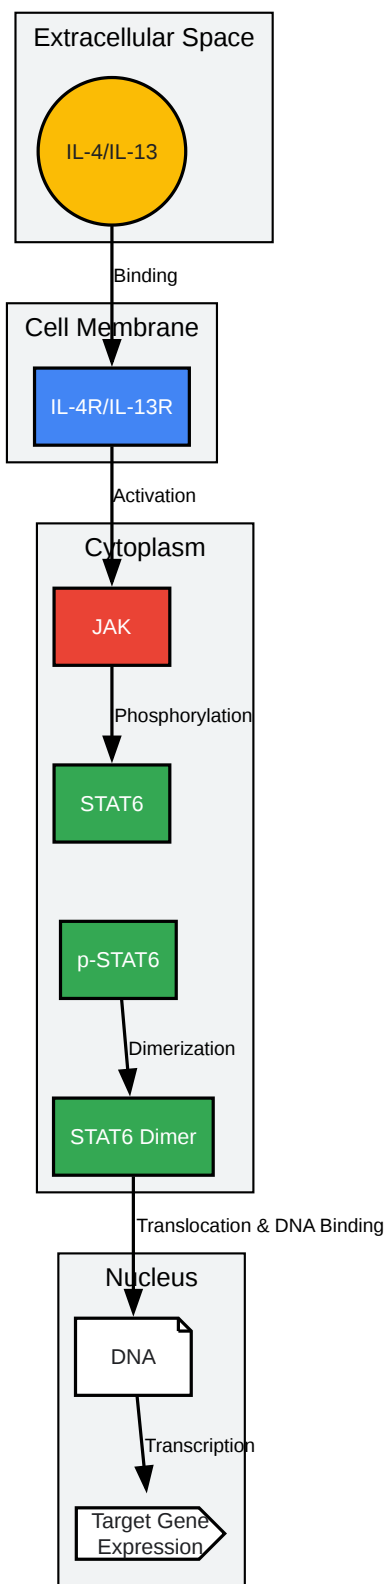 Extracellular Space
IL-4/IL-13
Binding
Cell Membrane
IL-4R/IL-13R
Activation
Cytoplasm
JAK
Phosphorylation
STAT6
p-STAT6
Dimerization
STAT6 Dimer
Translocation & DNA Binding
Nucleus
DNA
Transcription
Target Gene
Expression